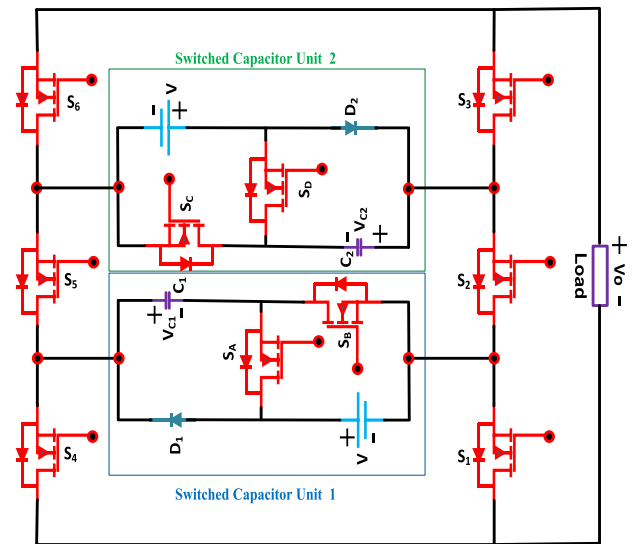 Switched Capacitor Unit 2
S6
- + V
D2
S3
SC
SD
C2 - VC2 +
S5
C1
S2
+ VC1 -
SA
SB
Load
+ Vo -
S4
D1
V + -
S1
Switched Capacitor Unit 1